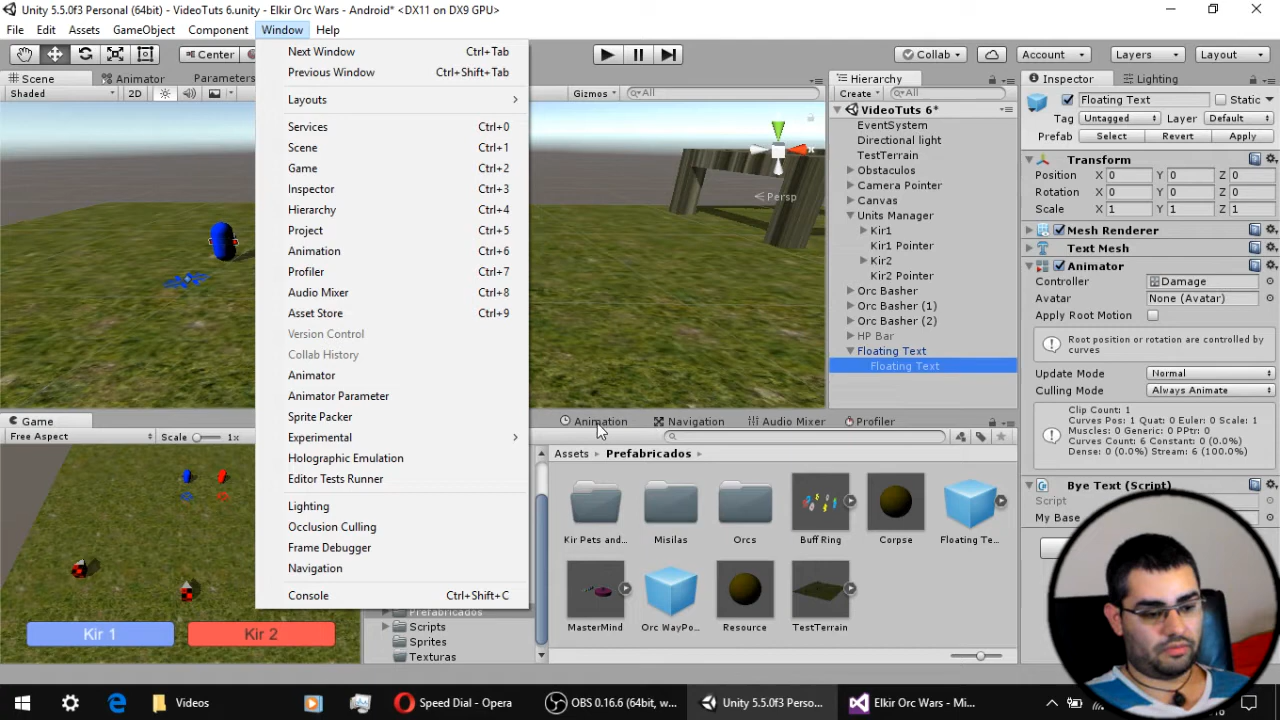 Unity 5.5.0f3 Personal (64bit) - VideoTuts 6.unity - Elkir Orc Wars - Android* <DX11 on DX9 GPU>
File Edit Assets GameObject Component Window Help
Center Collab Account Layers Layout
Scene Animator Parameters
Shaded 2D Gizmos All
Persp
Next Window Ctrl+Tab
Previous Window Ctrl+Shift+Tab
Layouts
Services Ctrl+0
Scene Ctrl+1
Game Ctrl+2
Inspector Ctrl+3
Hierarchy Ctrl+4
Project Ctrl+5
Animation Ctrl+6
Profiler Ctrl+7
Audio Mixer Ctrl+8
Asset Store Ctrl+9
Version Control
Collab History
Animator
Animator Parameter
Sprite Packer
Experimental
Holographic Emulation
Editor Tests Runner
Lighting
Occlusion Culling
Frame Debugger
Navigation
Console Ctrl+Shift+C
Hierarchy
Create All
VideoTuts 6*
EventSystem
Directional light
TestTerrain
Obstaculos
Camera Pointer
Canvas
Units Manager
Kir1
Kir1 Pointer
Kir2
Kir2 Pointer
Orc Basher
Orc Basher (1)
Orc Basher (2)
HP Bar
Floating Text
Floating Text
Inspector Lighting
Floating Text Static
Tag Untagged Layer Default
Prefab Select Revert Apply
Transform
Position X 0 Y 0 Z 0
Rotation X 0 Y 0 Z 0
Scale X 1 Y 1 Z 1
Mesh Renderer
Text Mesh
Animator
Controller Damage
Avatar None (Avatar)
Apply Root Motion
Root position or rotation are controlled by
curves
Update Mode Normal
Culling Mode Always Animate
Clip Count: 1
Curves Pos: 1 Quat: 0 Euler: 0 Scale: 1
Muscles: 0 Generic: 0 PPtr: 0
Curves Count: 6 Constant: 0 (0.0%)
Dense: 0 (0.0%) Stream: 6 (100.0%)
Bye Text (Script)
Script
My Base
Game
Free Aspect Scale 1x
Kir 1 Kir 2
Animation Navigation Audio Mixer Profiler
Assets Prefabricados
Kir Pets and... Misilas Orcs Buff Ring Corpse Floating Te...
MasterMind Orc WayPo... Resource TestTerrain
Prefabricados
Scripts
Sprites
Texturas
Videos Speed Dial - Opera OBS 0.16.6 (64bit, w... Unity 5.5.0f3 Perso... Elkir Orc Wars - Mi...